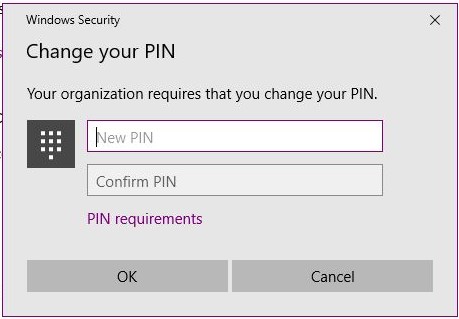 Windows Security
Change your PIN
Your organization requires that you change your PIN.
New PIN
Confirm PIN
PIN requirements
OK
Cancel